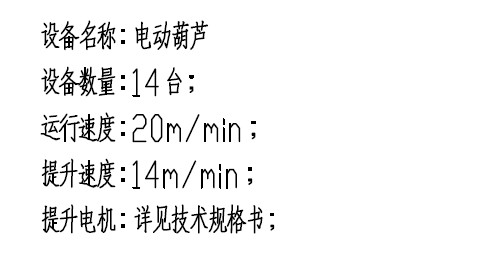 设备名称：电动葫芦
设备数量：14台；
运行速度：20m/min；
提升速度：14m/min；
提升电机：详见技术规格书；